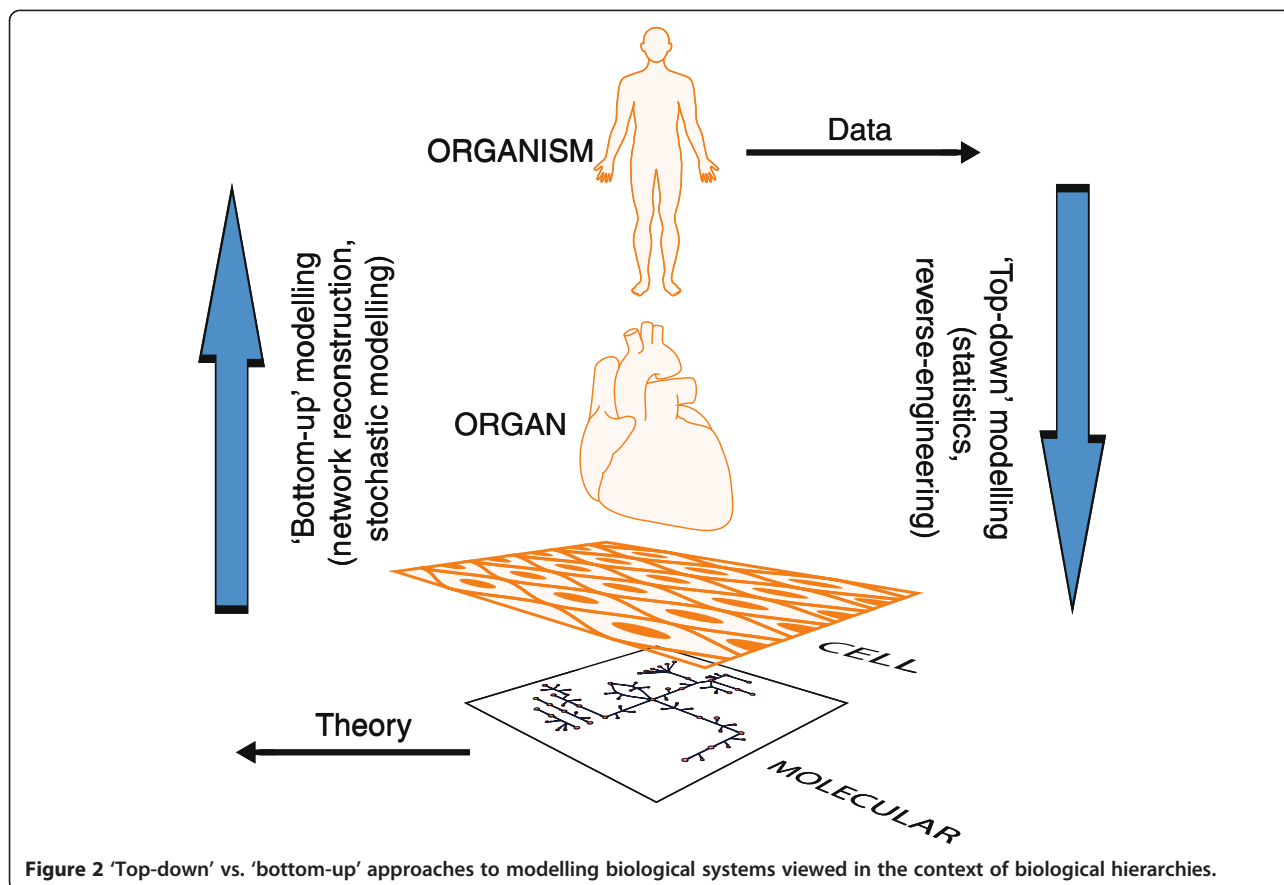 ORGANISM
Data
'Bottom-up' modelling
(network reconstruction,
stochastic modelling)
'Top-down' modelling
(statistics,
reverse-engineering)
ORGAN
CELL
Theory
MOLECULAR
Figure 2 'Top-down' vs. 'bottom-up' approaches to modelling biological systems viewed in the context of biological hierarchies.